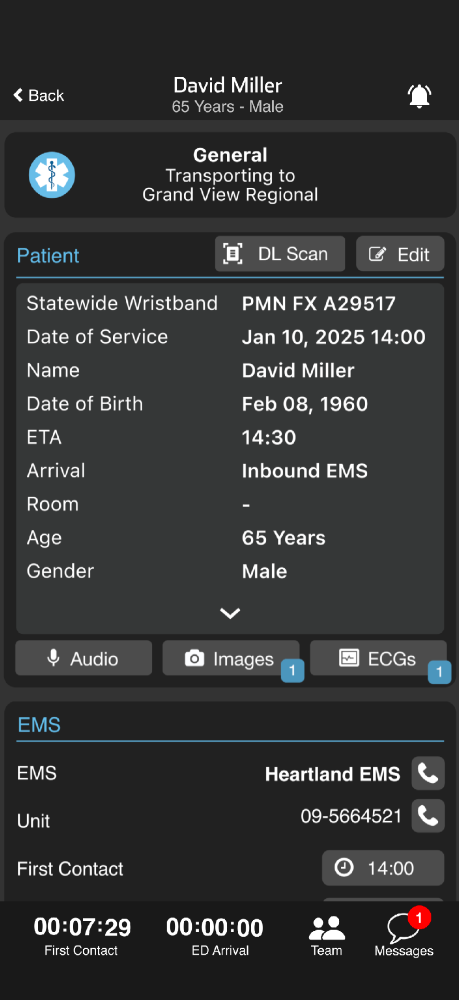 Back
David Miller
65 Years - Male
General
Transporting to
Grand View Regional
Patient
DL Scan
Edit
Statewide Wristband PMN FX A29517
Date of Service Jan 10, 2025 14:00
Name David Miller
Date of Birth Feb 08, 1960
ETA 14:30
Arrival Inbound EMS
Room -
Age 65 Years
Gender Male
Audio
Images 1
ECGs 1
EMS
EMS Heartland EMS
Unit 09-5664521
First Contact 14:00
00:07:29 00:00:00 1
First Contact ED Arrival Team Messages